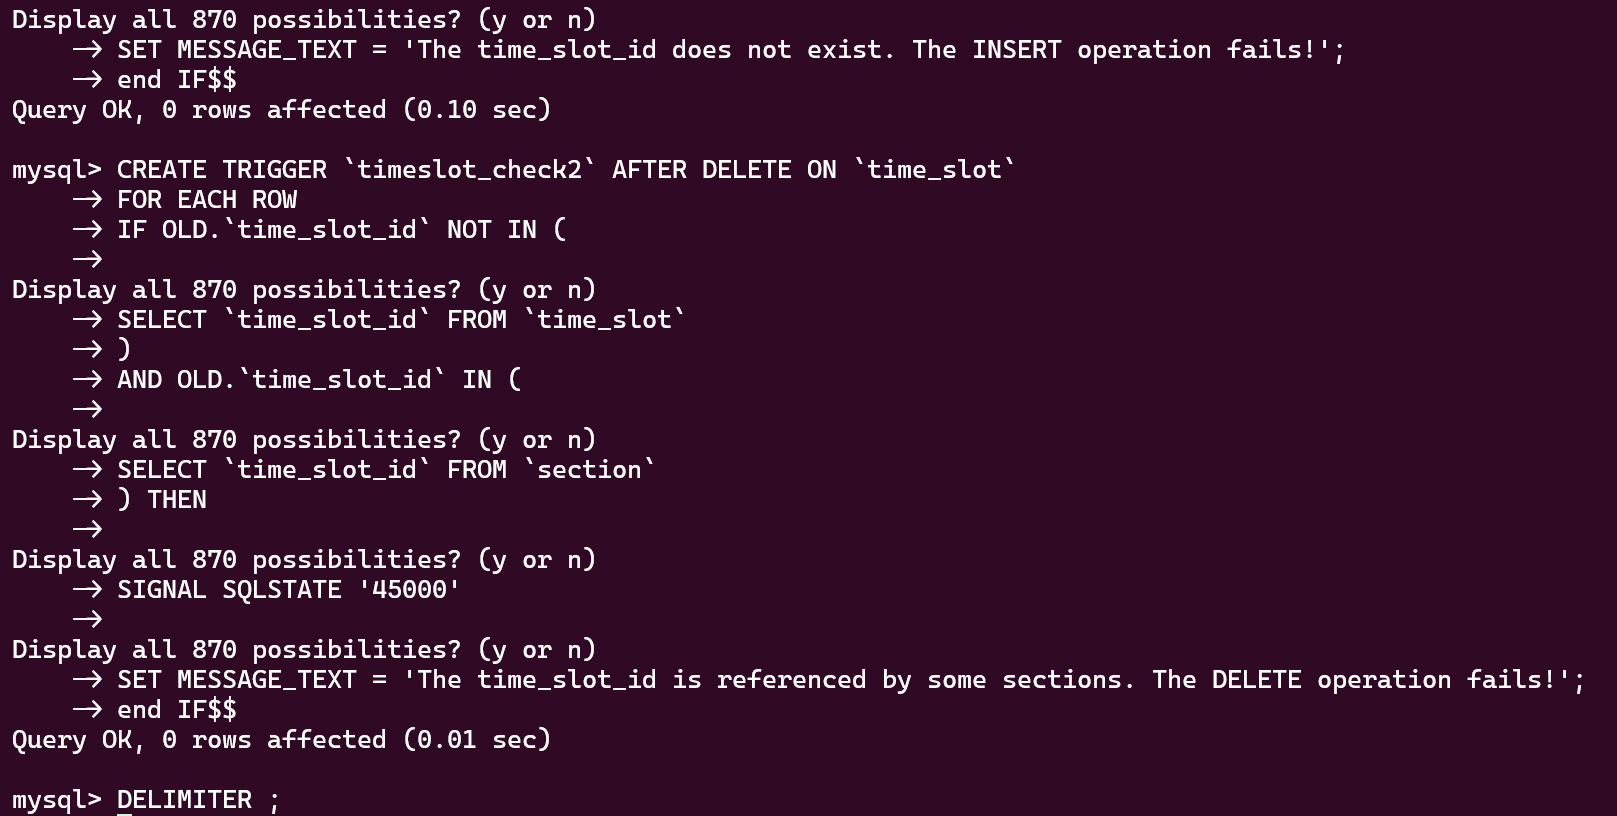 Display all 870 possibilities? (y or n)
    -> SET MESSAGE_TEXT = 'The time_slot_id does not exist. The INSERT operation fails!';
    -> end IF$$
Query OK, 0 rows affected (0.10 sec)

mysql> CREATE TRIGGER `timeslot_check2` AFTER DELETE ON `time_slot`
    -> FOR EACH ROW
    -> IF OLD.`time_slot_id` NOT IN (
    ->
Display all 870 possibilities? (y or n)
    -> SELECT `time_slot_id` FROM `time_slot`
    -> )
    -> AND OLD.`time_slot_id` IN (
    ->
Display all 870 possibilities? (y or n)
    -> SELECT `time_slot_id` FROM `section`
    -> ) THEN
    ->
Display all 870 possibilities? (y or n)
    -> SIGNAL SQLSTATE '45000'
    ->
Display all 870 possibilities? (y or n)
    -> SET MESSAGE_TEXT = 'The time_slot_id is referenced by some sections. The DELETE operation fails!';
    -> end IF$$
Query OK, 0 rows affected (0.01 sec)

mysql> DELIMITER ;